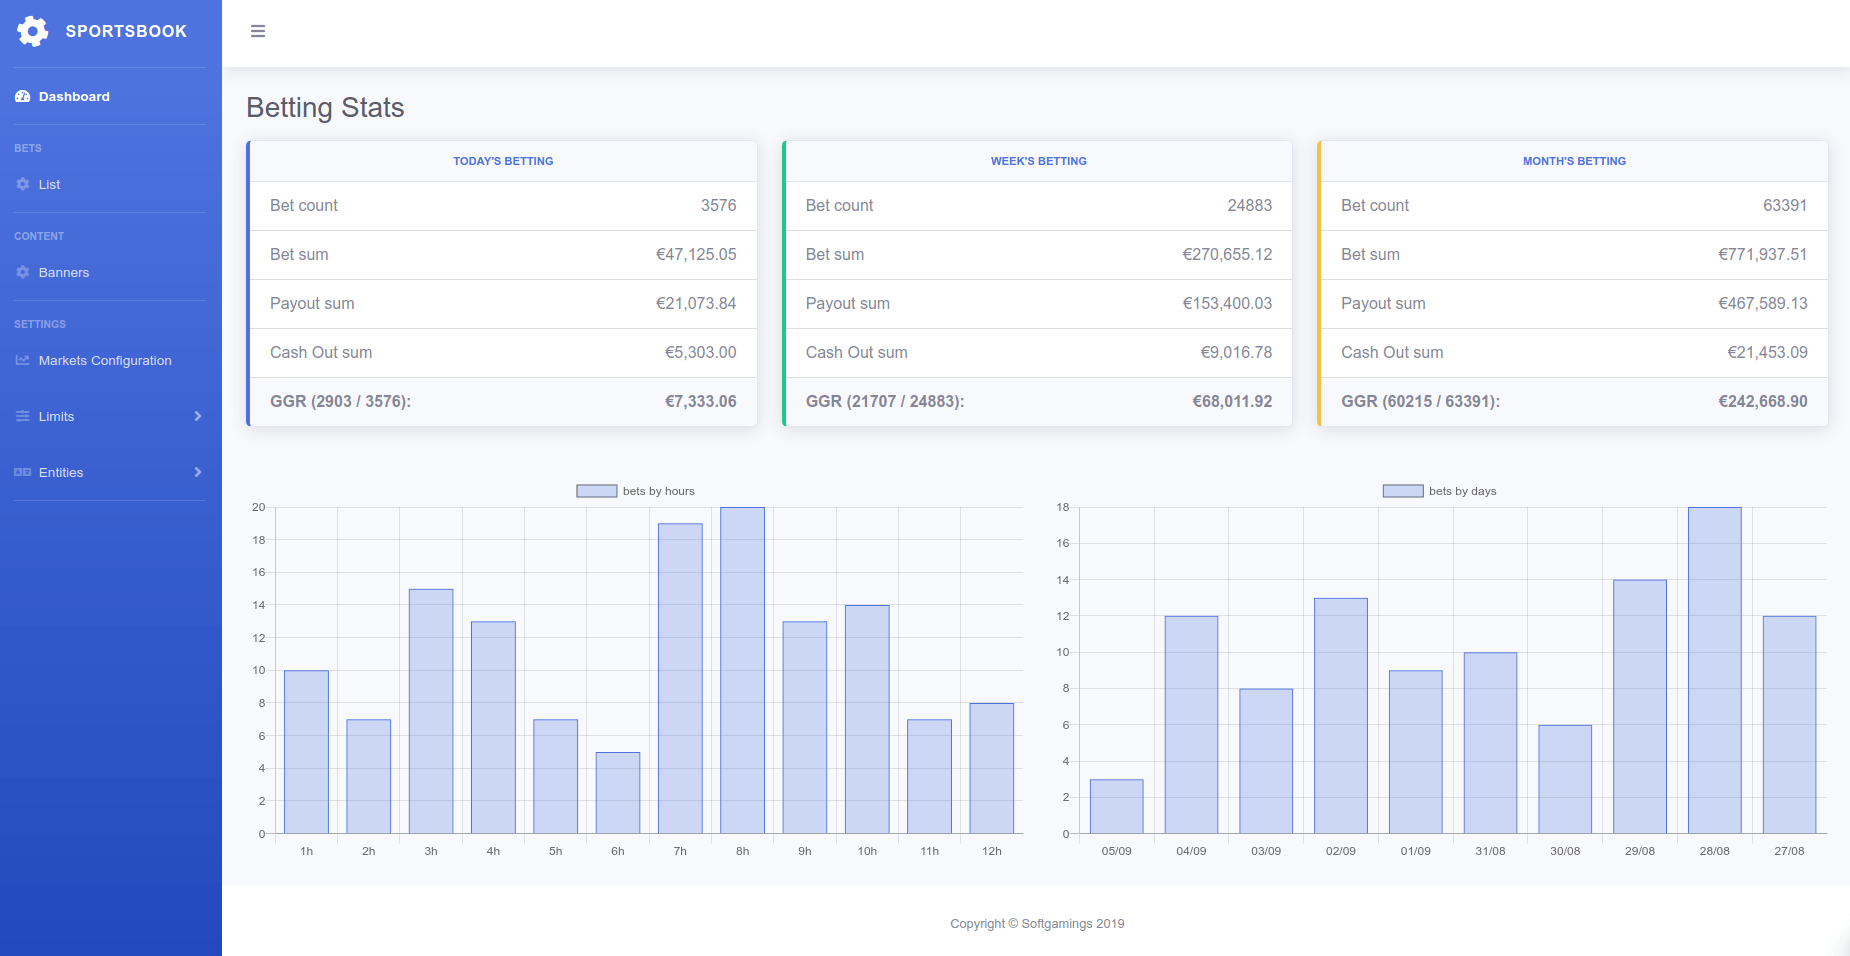 SPORTSBOOK
Dashboard
BETS
List
CONTENT
Banners
SETTINGS
Markets Configuration
Limits
Entities
Betting Stats
TODAY'S BETTING
Bet count 3576
Bet sum €47,125.05
Payout sum €21,073.84
Cash Out sum €5,303.00
GGR (2903 / 3576): €7,333.06
WEEK'S BETTING
Bet count 24883
Bet sum €270,655.12
Payout sum €153,400.03
Cash Out sum €9,016.78
GGR (21707 / 24883): €68,011.92
MONTH'S BETTING
Bet count 63391
Bet sum €771,937.51
Payout sum €467,589.13
Cash Out sum €21,453.09
GGR (60215 / 63391): €242,668.90
bets by hours
20
18
16
14
12
10
8
6
4
2
0
1h 2h 3h 4h 5h 6h 7h 8h 9h 10h 11h 12h
bets by days
18
16
14
12
10
8
6
4
2
0
05/09 04/09 03/09 02/09 01/09 31/08 30/08 29/08 28/08 27/08
Copyright © Softgamings 2019